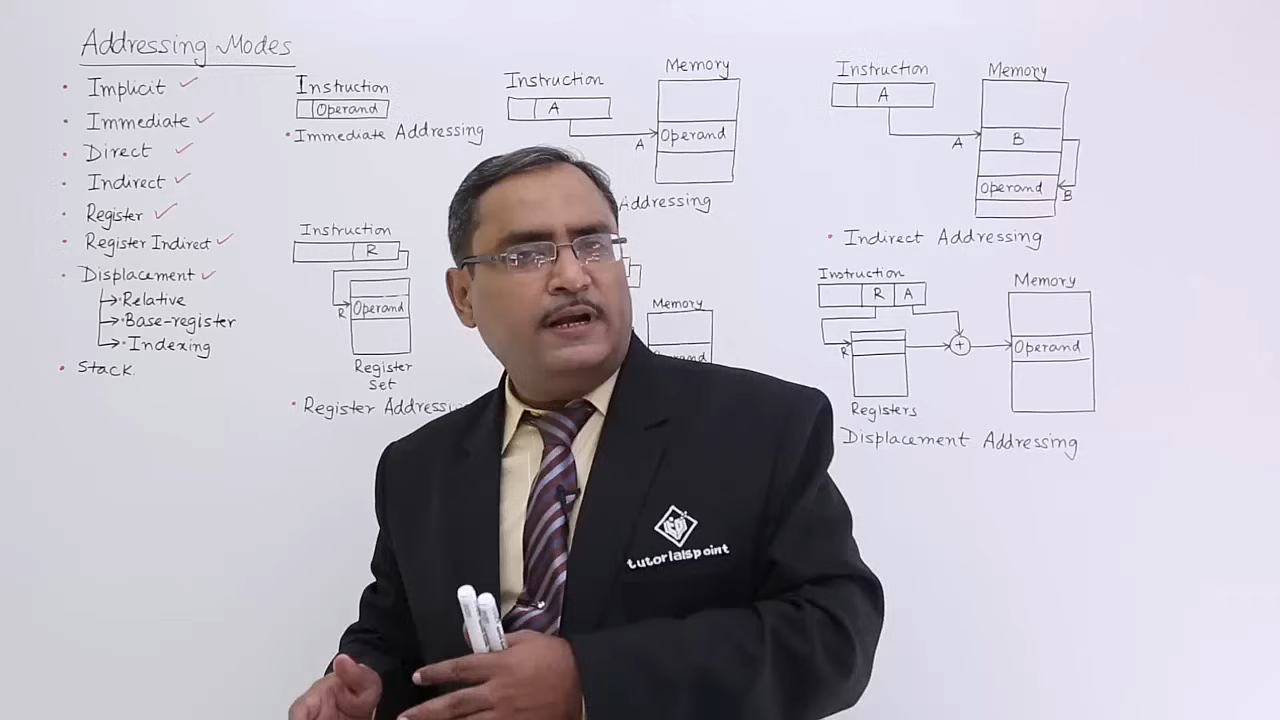 Addressing Modes
• Implicit ✓
• Immediate ✓
• Direct ✓
• Indirect ✓
• Register ✓
• Register Indirect ✓
• Displacement ✓
→ • Relative
→ • Base-register
→ • Indexing
• Stack
Instruction
Operand
• Immediate Addressing
Instruction
A
Memory
A
Operand
Addressing
Instruction
A
Memory
A
B
Operand
B
• Indirect Addressing
Instruction
R
R
Operand
Register
Set
• Register Addressi
Memory
Operand
Instruction
R A
Memory
R
+
Operand
Registers
Displacement Addressing
tutorialspoint